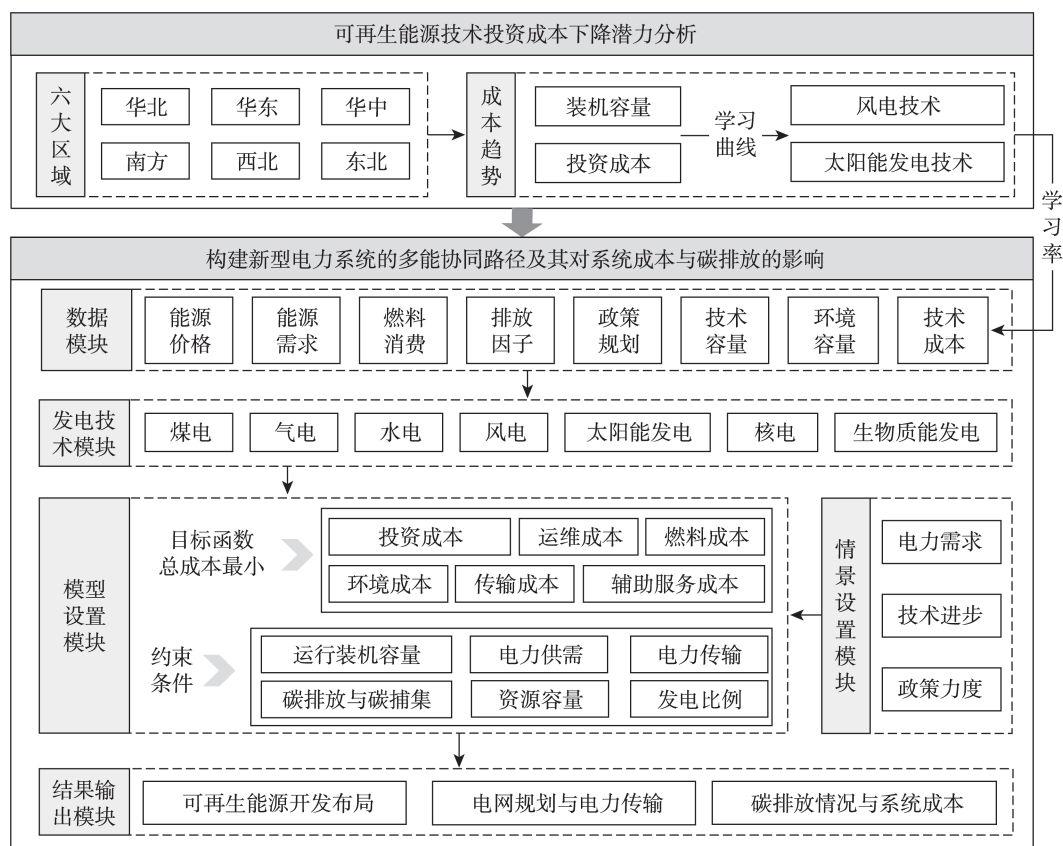 可再生能源技术投资成本下降潜力分析
六大区域
华北
华东
华中
南方
西北
东北
成本趋势
装机容量
投资成本
学习
曲线
风电技术
太阳能发电技术
学习率
构建新型电力系统的多能协同路径及其对系统成本与碳排放的影响
数据
模块
能源
价格
能源
需求
燃料
消费
排放
因子
政策
规划
技术
容量
环境
容量
技术
成本
发电技
术模块
煤电
气电
水电
风电
太阳能发电
核电
生物质能发电
模型
设置
模块
目标函数
总成本最小
投资成本
运维成本
燃料成本
环境成本
传输成本
辅助服务成本
约束
条件
运行装机容量
电力供需
电力传输
碳排放与碳捕集
资源容量
发电比例
情景设置模块
电力需求
技术进步
政策力度
结果输
出模块
可再生能源开发布局
电网规划与电力传输
碳排放情况与系统成本